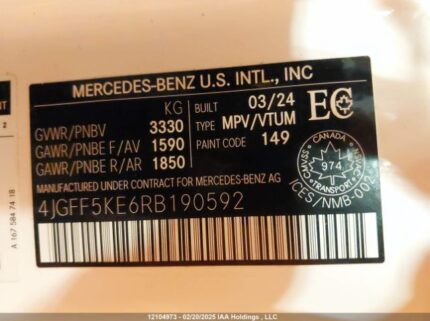 MERCEDES-BENZ U.S. INTL., INC
KG
GVWR/PNBV 3330
GAWR/PNBE F/AV 1590
GAWR/PNBE R/AR 1850
BUILT 03/24
TYPE MPV/VTUM
PAINT CODE 149
EC
CANADA
974
TRANSPORT
ICES/NMB-002
MANUFACTURED UNDER CONTRACT FOR MERCEDES-BENZ AG
4JGFF5KE6RB190592
A 167 584 74 18
12104973 - 02/20/2025 IAA Holdings , LLC